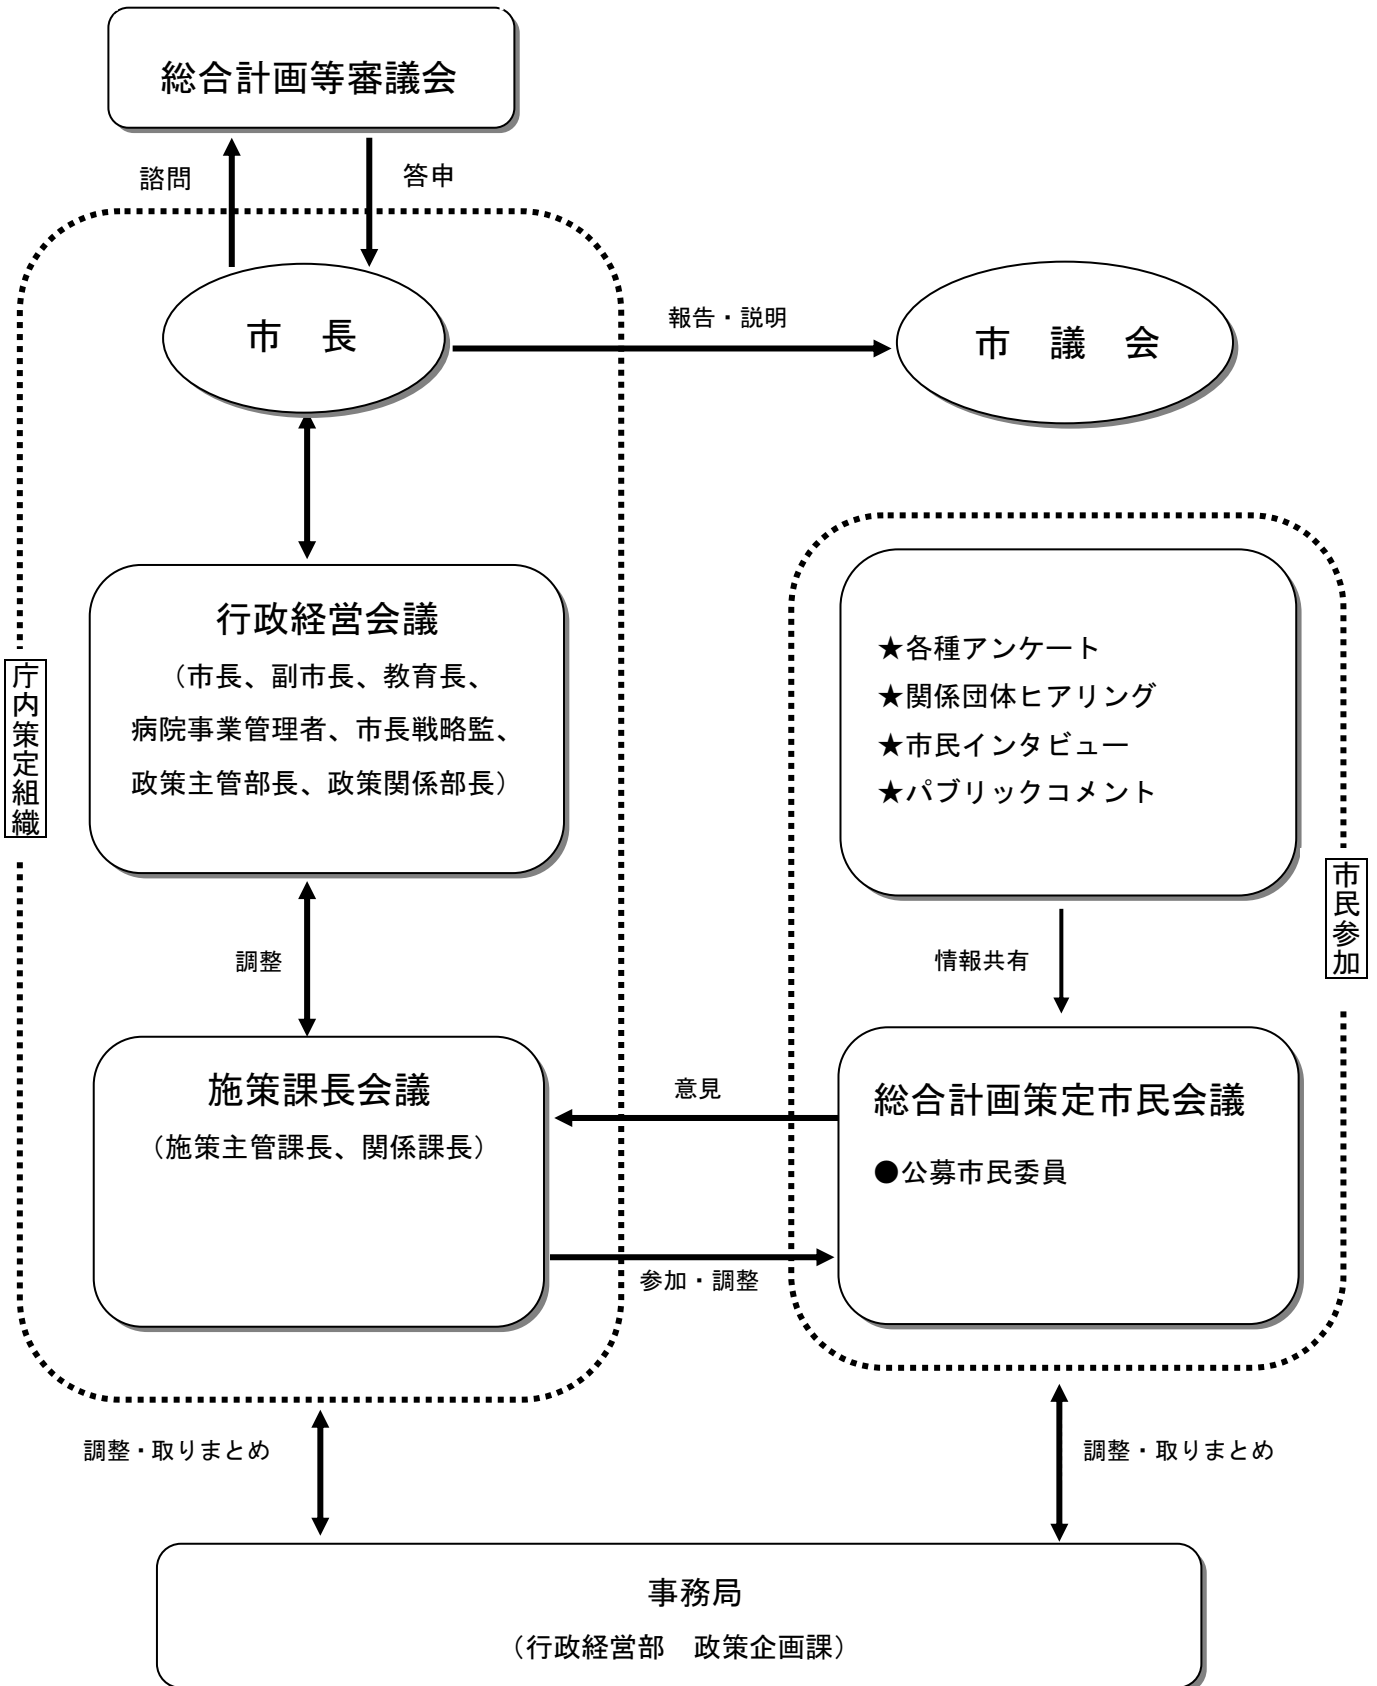 総合計画等審議会
諮問
答申
市　長
報告・説明
市　議　会
庁内策定組織
行政経営会議
（市長、副市長、教育長、
病院事業管理者、市長戦略監、
政策主管部長、政策関係部長）
★各種アンケート
★関係団体ヒアリング
★市民インタビュー
★パブリックコメント
市民参加
調整
情報共有
施策課長会議
（施策主管課長、関係課長）
意見
総合計画策定市民会議
●公募市民委員
参加・調整
調整・取りまとめ
調整・取りまとめ
事務局
（行政経営部　政策企画課）